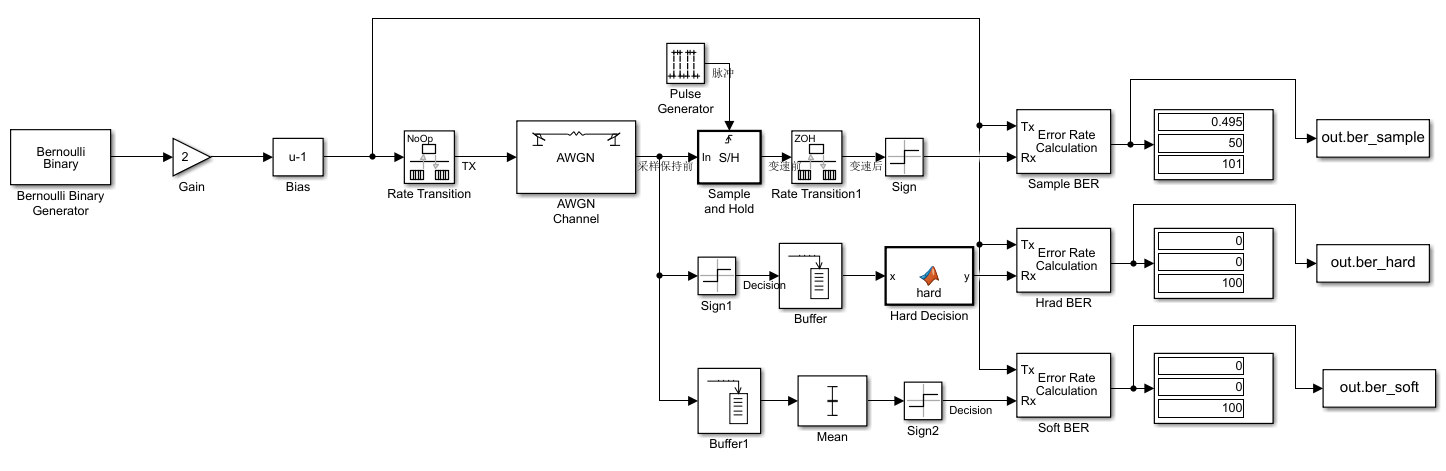 脉冲
Pulse
Generator
Bernoulli
Binary
Bernoulli Binary
Generator
2
Gain
u-1
Bias
NoOp
Rate Transition
TX
AWGN
AWGN
Channel
采样保持前
In
S/H
Sample
and Hold
变速前
ZOH
Rate Transition1
变速后
Sign
Tx
Rx
Error Rate
Calculation
Sample BER
0.495
50
101
out.ber_sample
Sign1
Decision
Buffer
x
hard
y
Hard Decision
Tx
Rx
Error Rate
Calculation
Hrad BER
0
0
100
out.ber_hard
Buffer1
Mean
Sign2
Decision
Tx
Rx
Error Rate
Calculation
Soft BER
0
0
100
out.ber_soft